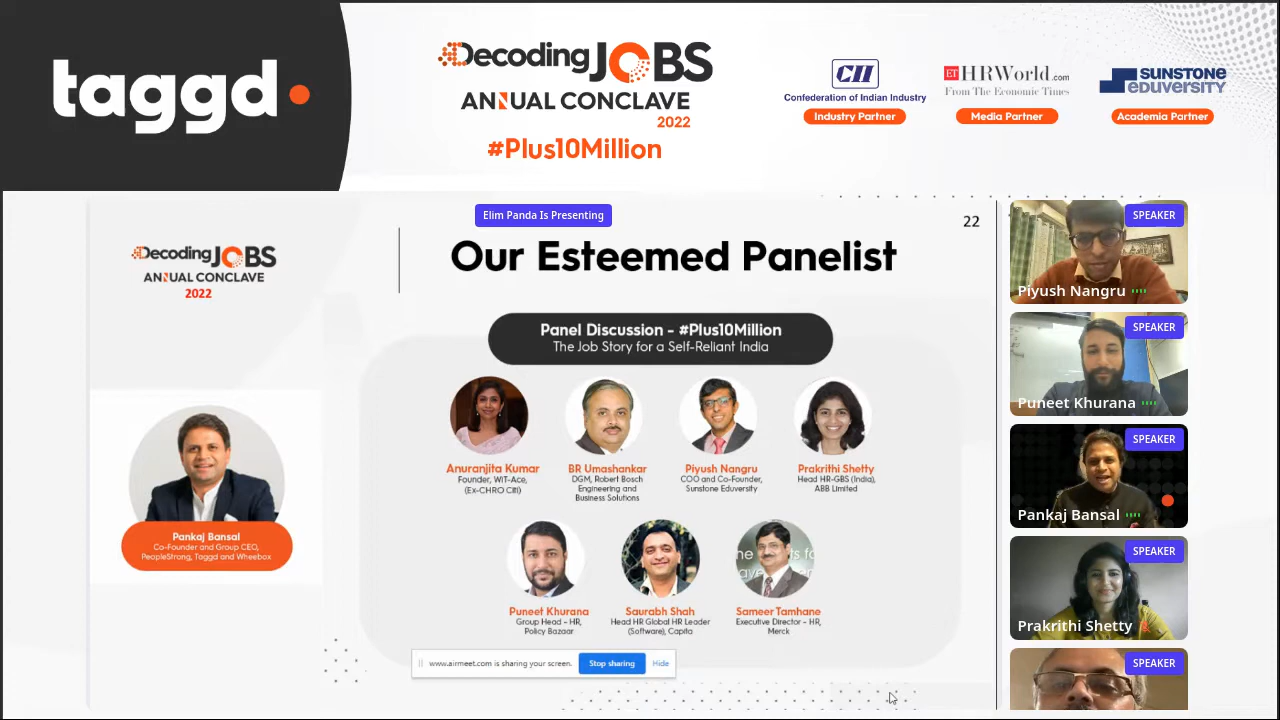 taggd
Decoding JOBS
ANNUAL CONCLAVE
2022
#Plus10Million
CII
Confederation of Indian Industry
Industry Partner
ET HRWorld.com
From The Economic Times
Media Partner
SUNSTONE
EDUVERSITY
Academia Partner
Elim Panda Is Presenting
22
Decoding JOBS
ANNUAL CONCLAVE
2022
Our Esteemed Panelist
Panel Discussion - #Plus10Million
The Job Story for a Self-Reliant India
Anuranjita Kumar
Founder, WIT-Ace,
(Ex-CHRO Citi)
BR Umashankar
DGM, Robert Bosch
Engineering and
Business Solutions
Piyush Nangru
COO and Co-Founder,
Sunstone Eduversity
Prakrithi Shetty
Head HR-GBS (India),
ABB Limited
Pankaj Bansal
Co-Founder and Group CEO,
PeopleStrong, Taggd and Wheebox
Puneet Khurana
Group Head - HR,
Policy Bazaar
Saurabh Shah
Head HR Global HR Leader
(Software), Capita
Sameer Tamhane
Executive Director - HR,
Merck
www.airmeet.com is sharing your screen.
Stop sharing
Hide
SPEAKER
Piyush Nangru
SPEAKER
Puneet Khurana
SPEAKER
Pankaj Bansal
SPEAKER
Prakrithi Shetty
SPEAKER